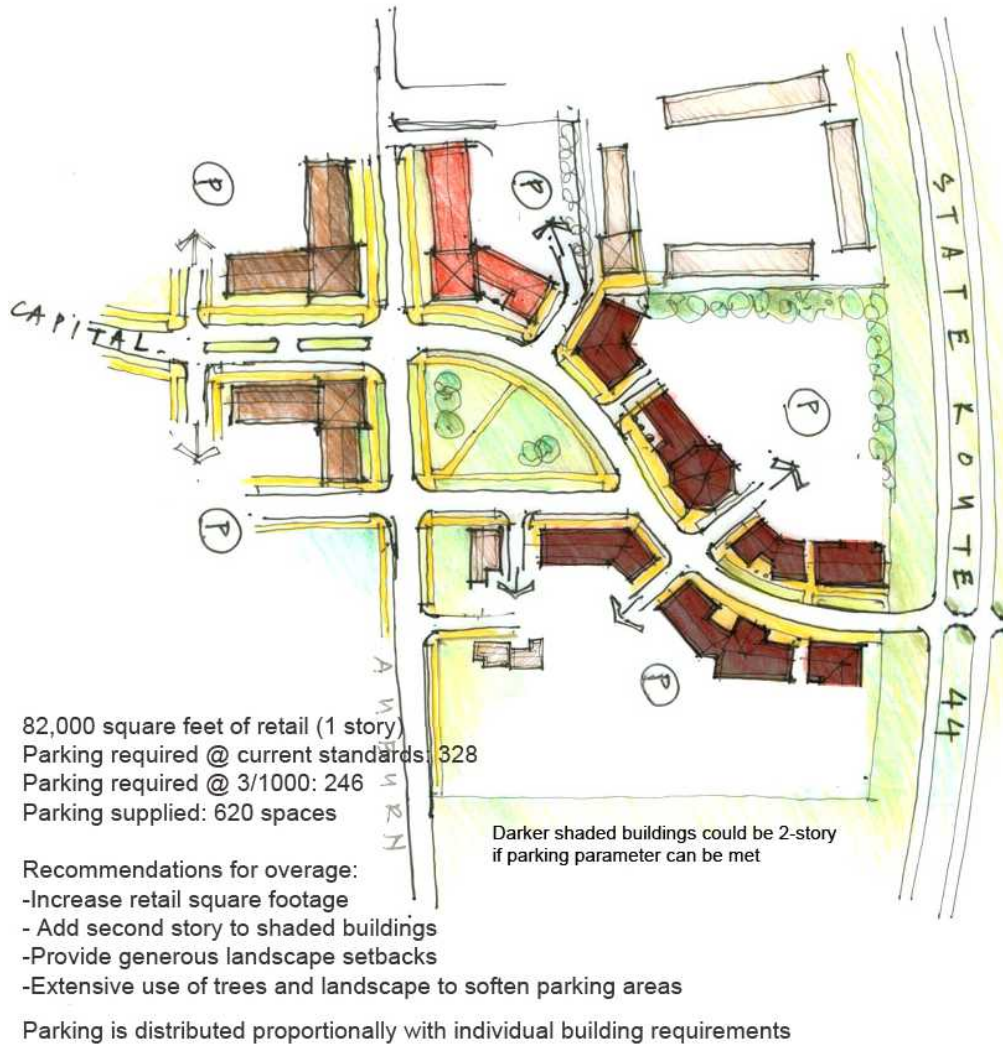 P
P
CAPITAL.
STATE ROUTE 44
P
P
P
AUBURN
82,000 square feet of retail (1 story)
Parking required @ current standards: 328
Parking required @ 3/1000: 246
Parking supplied: 620 spaces
Darker shaded buildings could be 2-story
if parking parameter can be met
Recommendations for overage:
-Increase retail square footage
- Add second story to shaded buildings
-Provide generous landscape setbacks
-Extensive use of trees and landscape to soften parking areas
Parking is distributed proportionally with individual building requirements